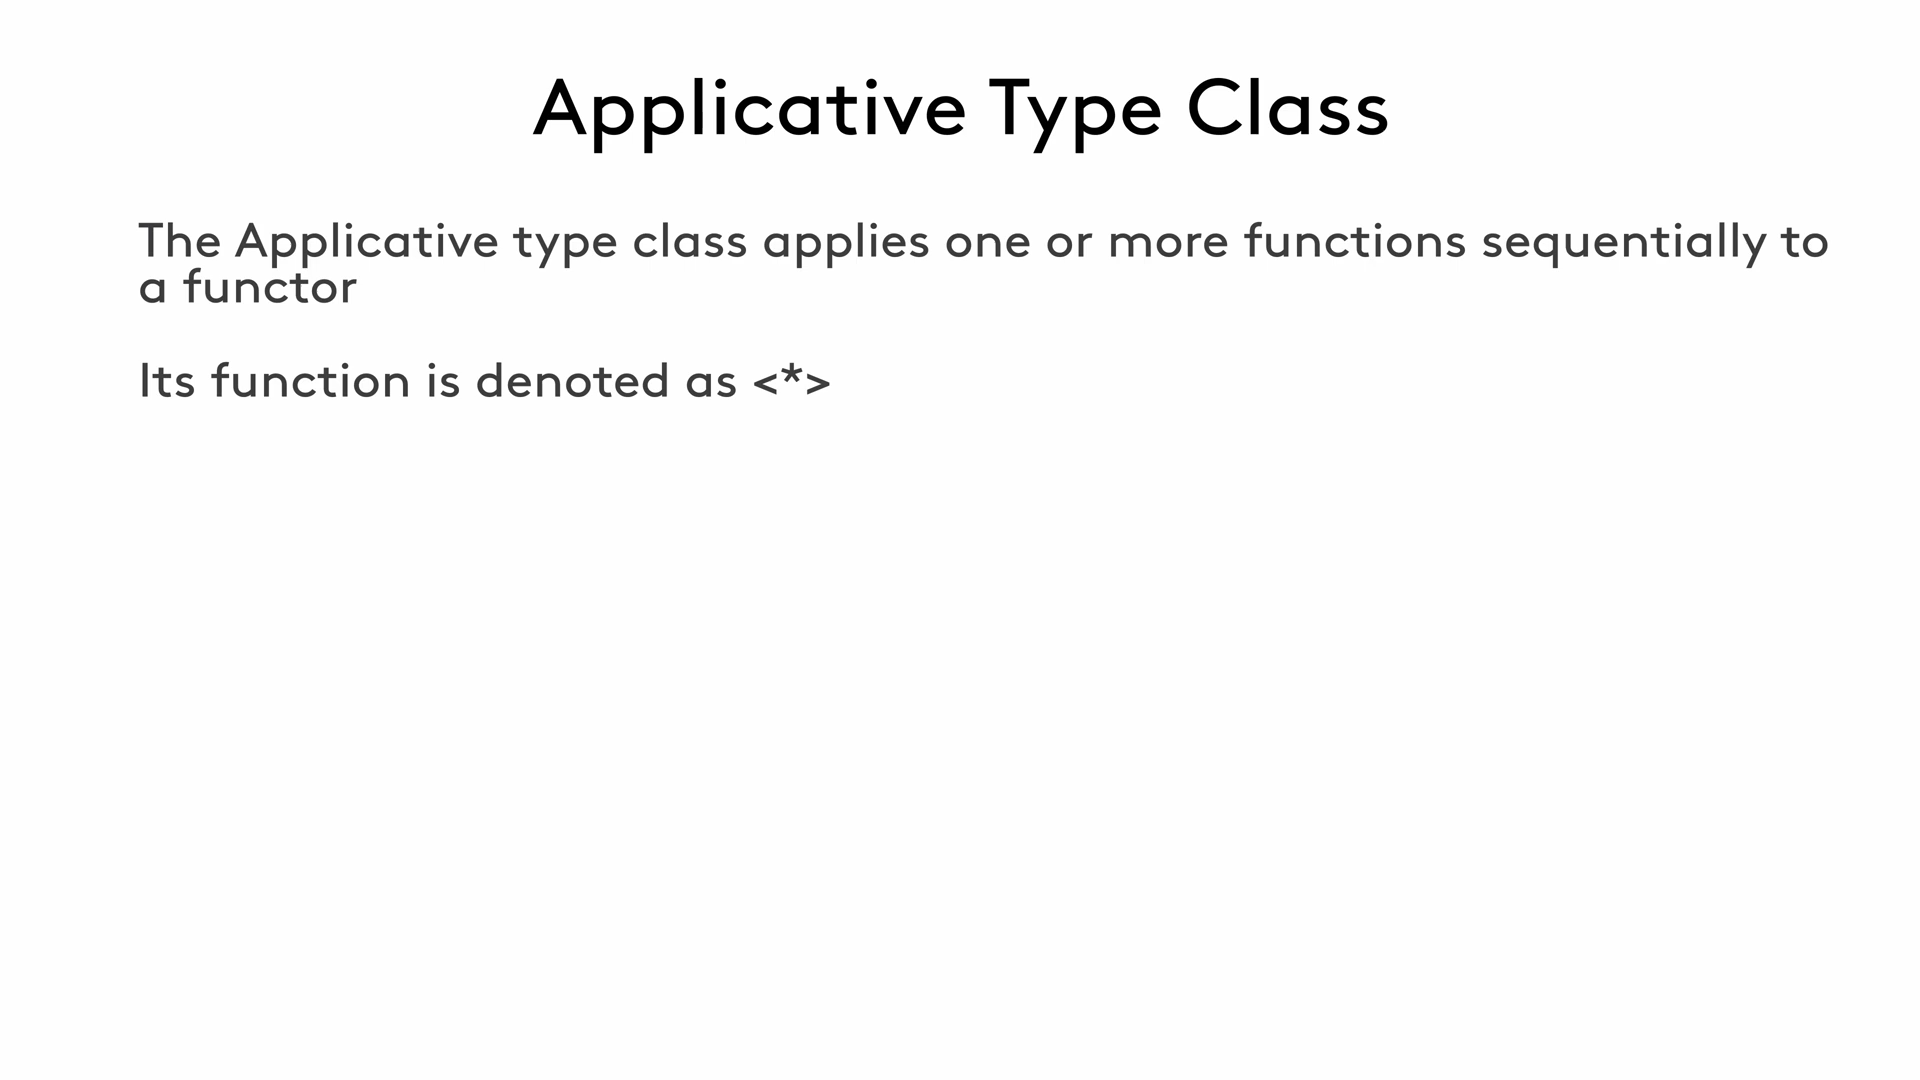 Applicative Type Class
The Applicative type class applies one or more functions sequentially to
a functor
Its function is denoted as <*>